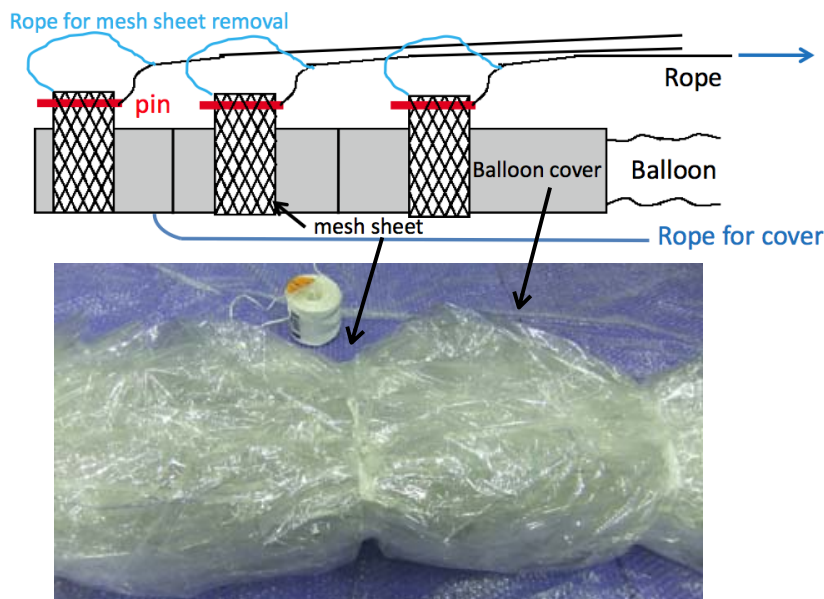 Rope for mesh sheet removal
pin
Rope
Balloon cover
Balloon
mesh sheet
Rope for cover